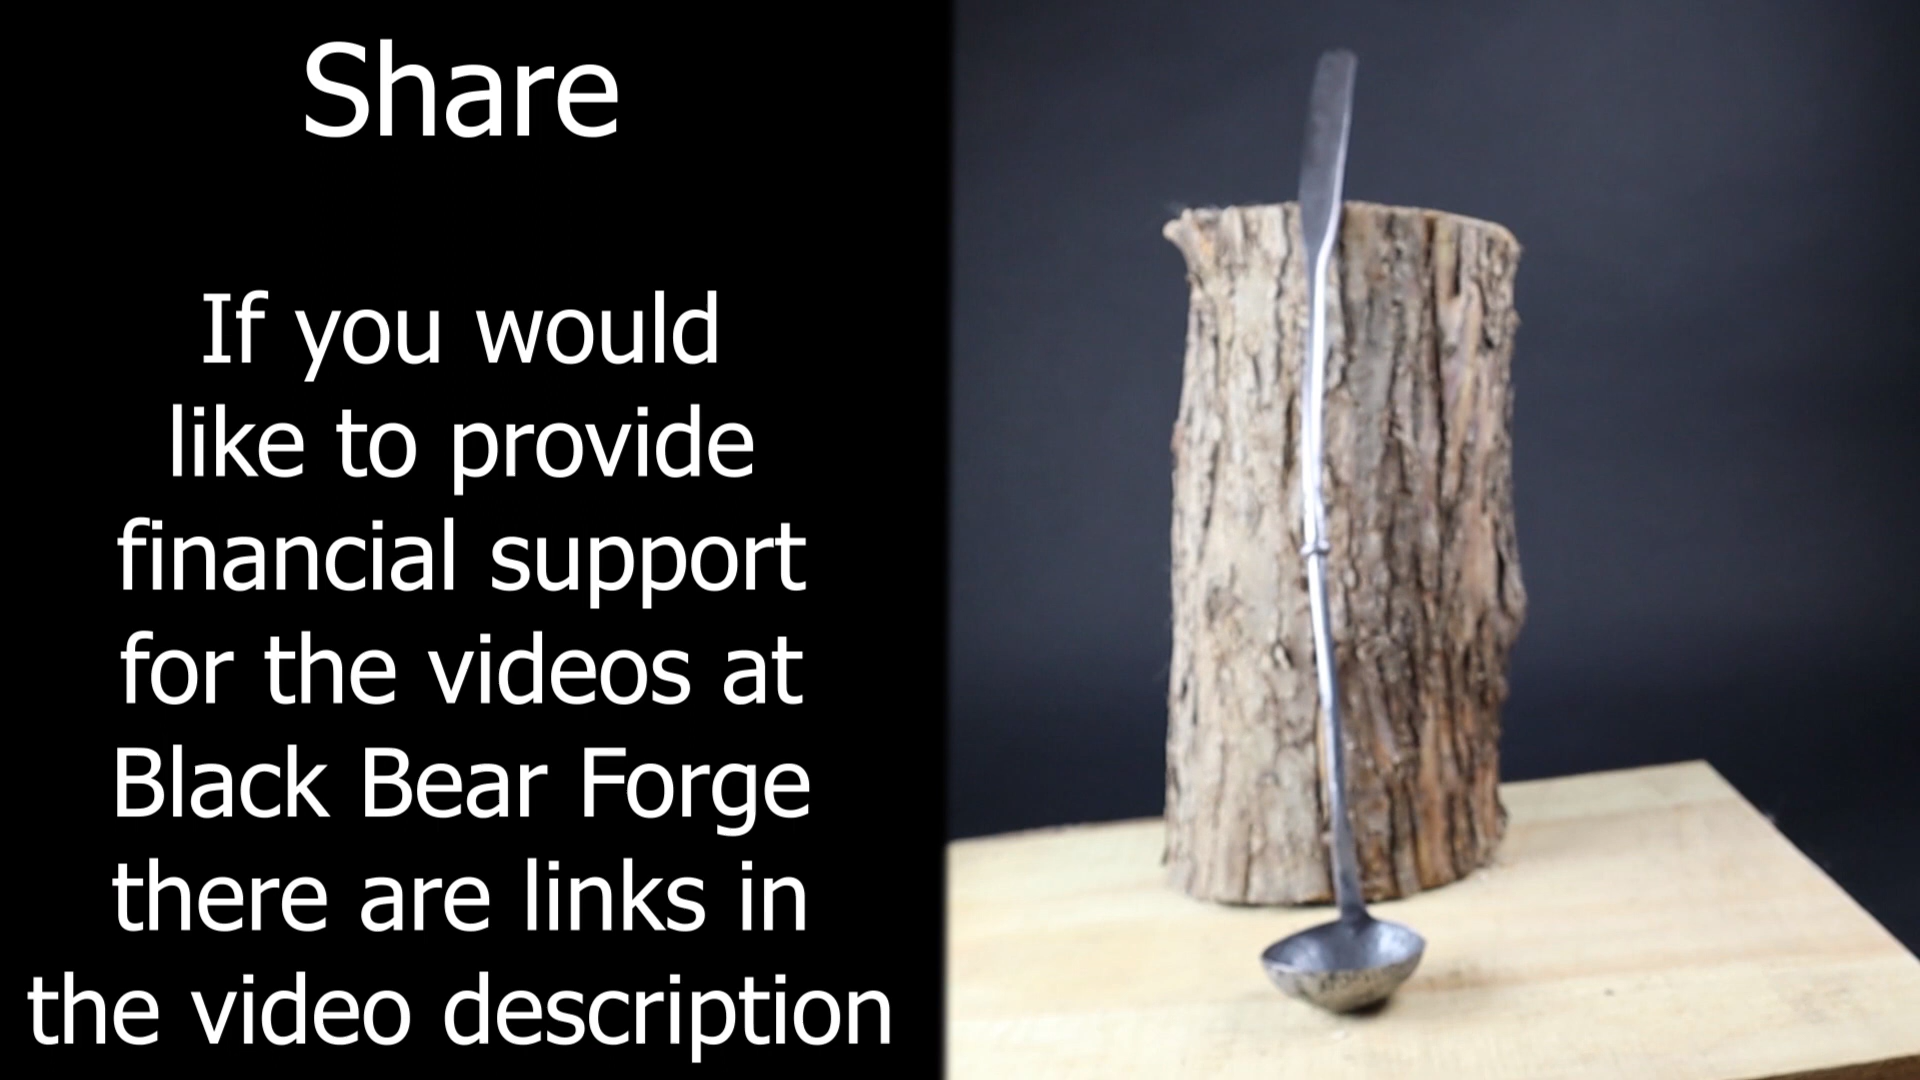 Share
If you would
like to provide
financial support
for the videos at
Black Bear Forge
there are links in
the video description